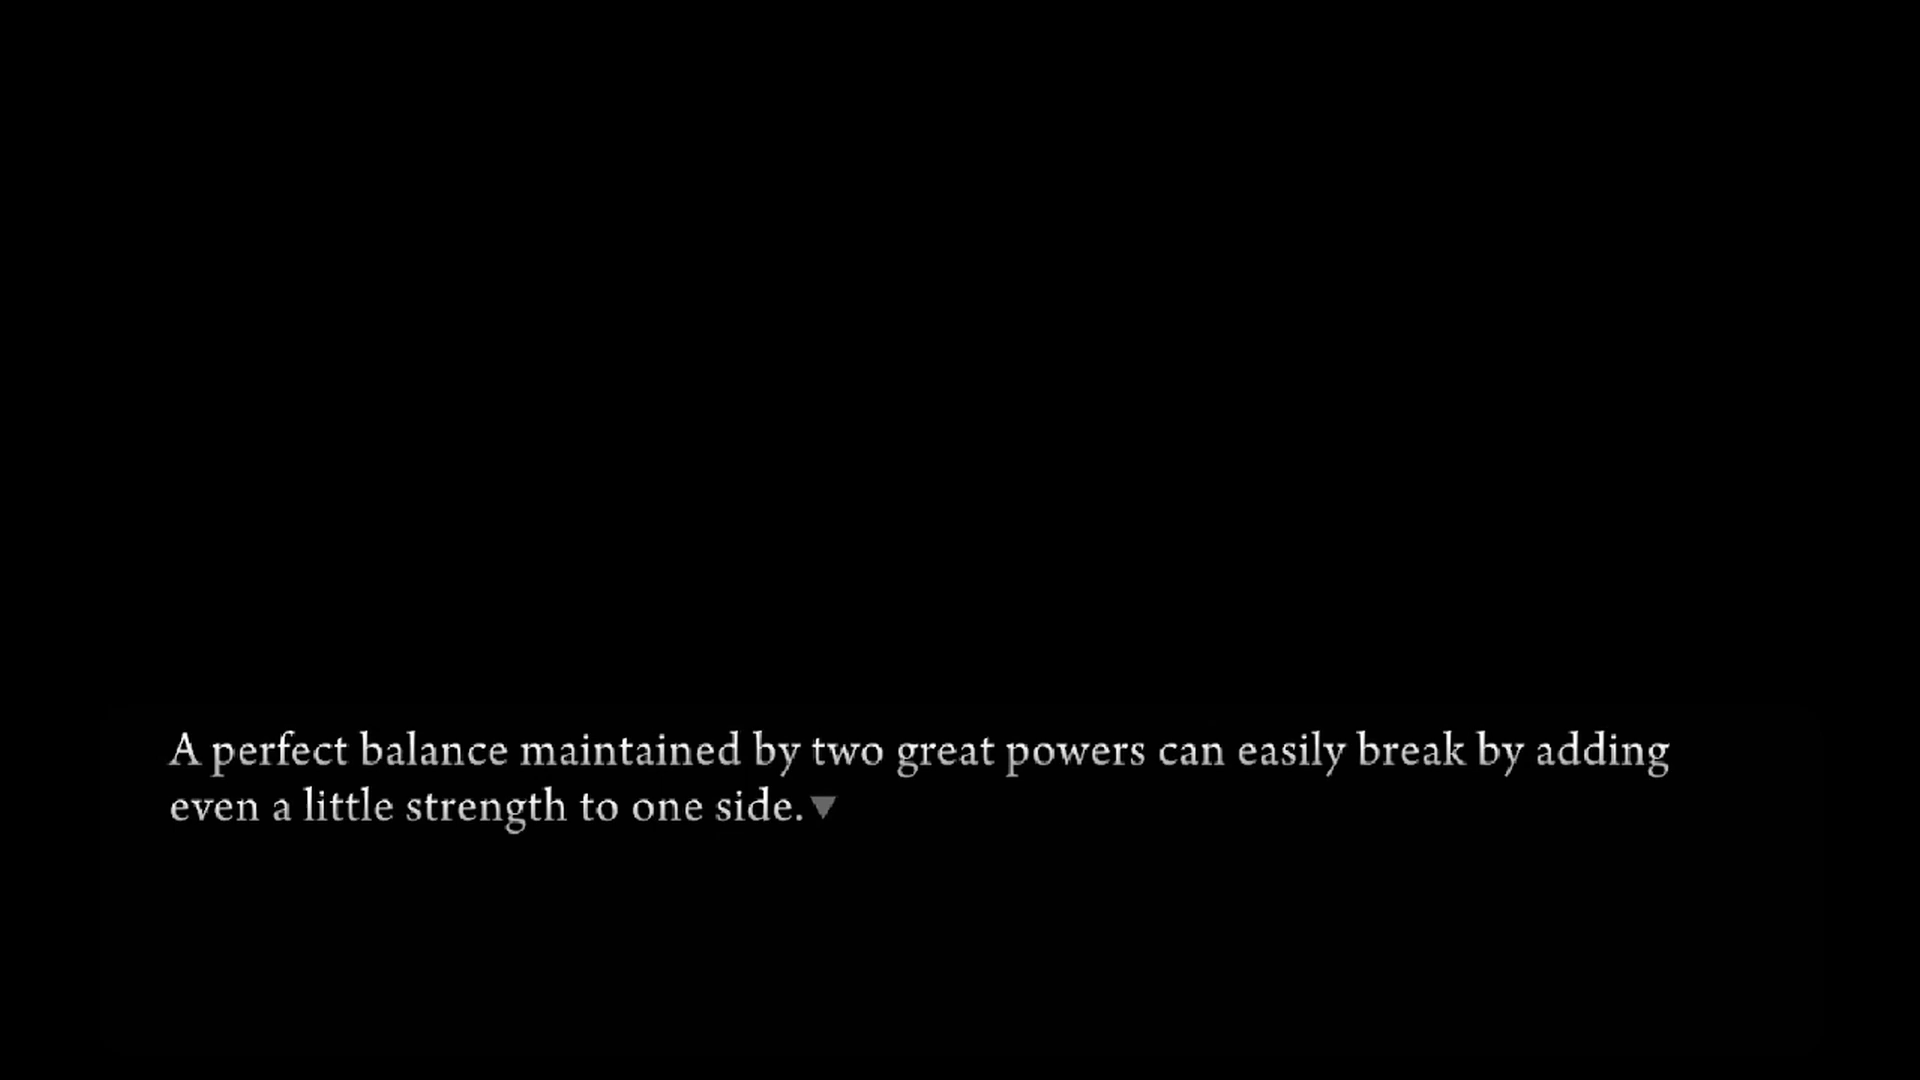 A perfect balance maintained by two great powers can easily break by adding
even a little strength to one side.